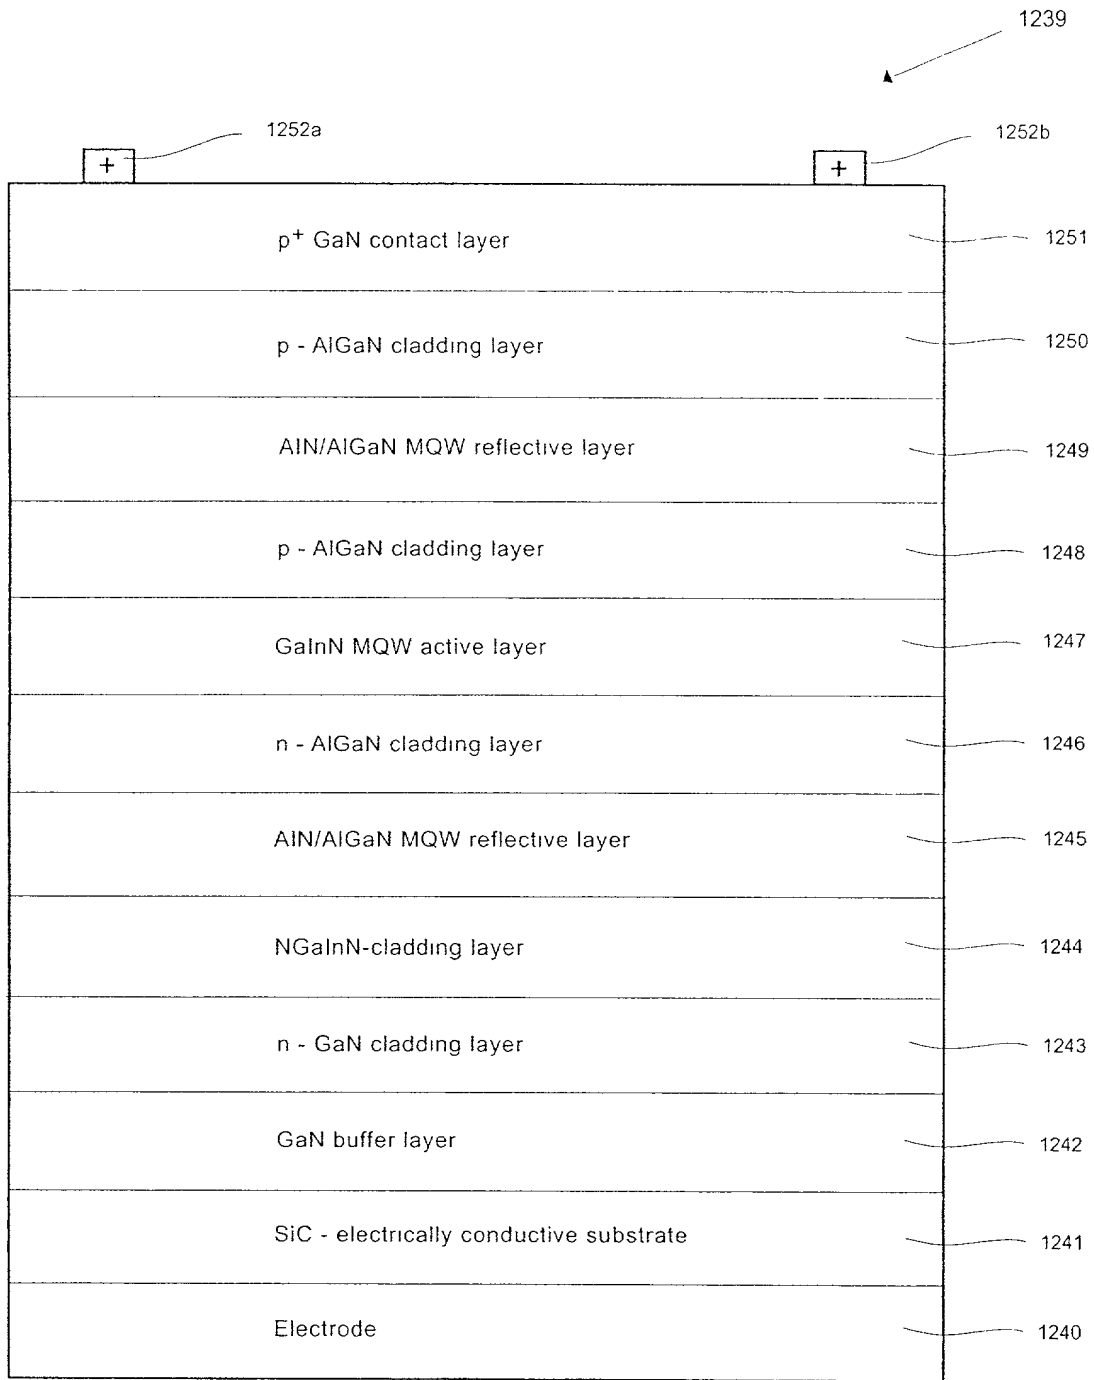 1239
1252a
1252b
+
+
p+ GaN contact layer
1251
p - AlGaN cladding layer
1250
AlN/AlGaN MQW reflective layer
1249
p - AlGaN cladding layer
1248
GaInN MQW active layer
1247
n - AlGaN cladding layer
1246
AlN/AlGaN MQW reflective layer
1245
NGaInN-cladding layer
1244
n - GaN cladding layer
1243
GaN buffer layer
1242
SiC - electrically conductive substrate
1241
Electrode
1240